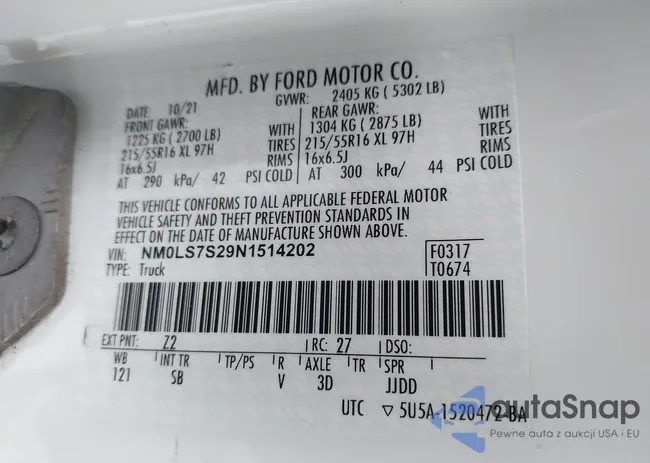 MFD. BY FORD MOTOR CO.
DATE: 10/21 GVWR: 2405 KG ( 5302 LB)
FRONT GAWR: REAR GAWR:
1225 KG ( 2700 LB) WITH 1304 KG ( 2875 LB) WITH
215/55R16 XL 97H TIRES 215/55R16 XL 97H TIRES
16x6.5J RIMS 16x6.5J RIMS
AT 290 kPa/ 42 PSI COLD AT 300 kPa/ 44 PSI COLD
THIS VEHICLE CONFORMS TO ALL APPLICABLE FEDERAL MOTOR
VEHICLE SAFETY AND THEFT PREVENTION STANDARDS IN
EFFECT ON THE DATE OF MANUFACTURE SHOWN ABOVE.
VIN: NM0LS7S29N1514202 F0317
TYPE: Truck T0674
EXT PNT: Z2 RC: 27 DSO:
WB INT TR TP/PS R AXLE TR SPR
121 SB V 3D JJDD
UTC ▽ 5U5A-1520472-BA
autoSnap
Pewne auta z aukcji USA i EU